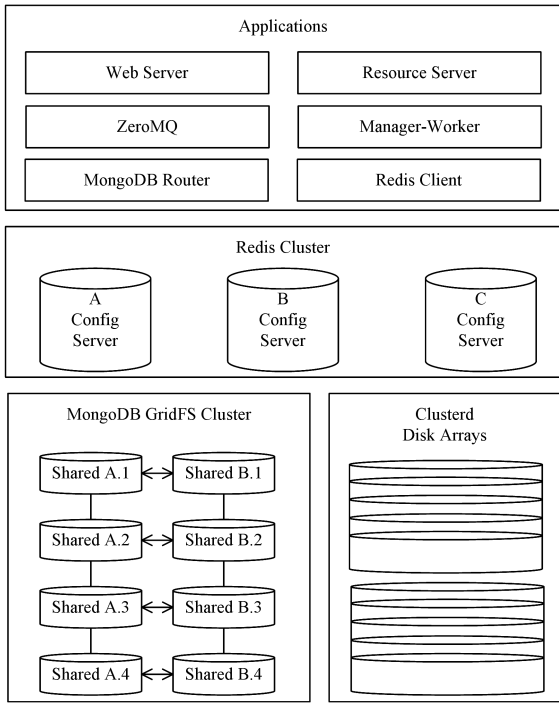 Applications
Web Server
Resource Server
ZeroMQ
Manager-Worker
MongoDB Router
Redis Client
Redis Cluster
A
Config
Server
B
Config
Server
C
Config
Server
MongoDB GridFS Cluster
Shared A.1
Shared B.1
Shared A.2
Shared B.2
Shared A.3
Shared B.3
Shared A.4
Shared B.4
Clusterd
Disk Arrays